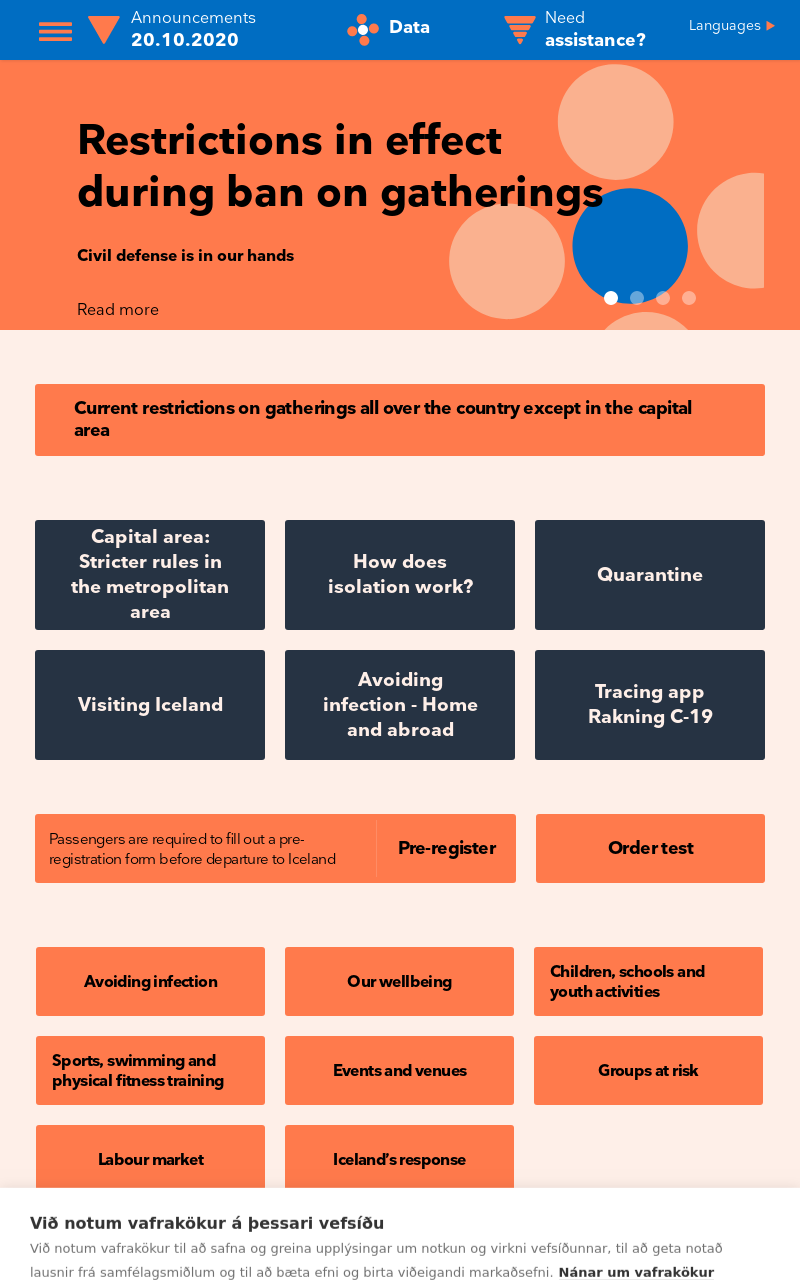 Announcements
20.10.2020
Data
Need
assistance?
Languages
Restrictions in effect
during ban on gatherings
Civil defense is in our hands
Read more
Current restrictions on gatherings all over the country except in the capital
area
Capital area:
Stricter rules in
the metropolitan
area
How does
isolation work?
Quarantine
Visiting Iceland
Avoiding
infection - Home
and abroad
Tracing app
Rakning C-19
Passengers are required to fill out a pre-
registration form before departure to Iceland
Pre-register
Order test
Avoiding infection
Our wellbeing
Children, schools and
youth activities
Sports, swimming and
physical fitness training
Events and venues
Groups at risk
Labour market
Iceland's response
Við notum vafrakökur á þessari vefsíðu
Við notum vafrakökur til að safna og greina upplýsingar um notkun og virkni vefsíðunnar, til að geta notað
lausnir frá samfélagsmiðlum og til að bæta efni og birta viðeigandi markaðsefni. Nánar um vafrakökur